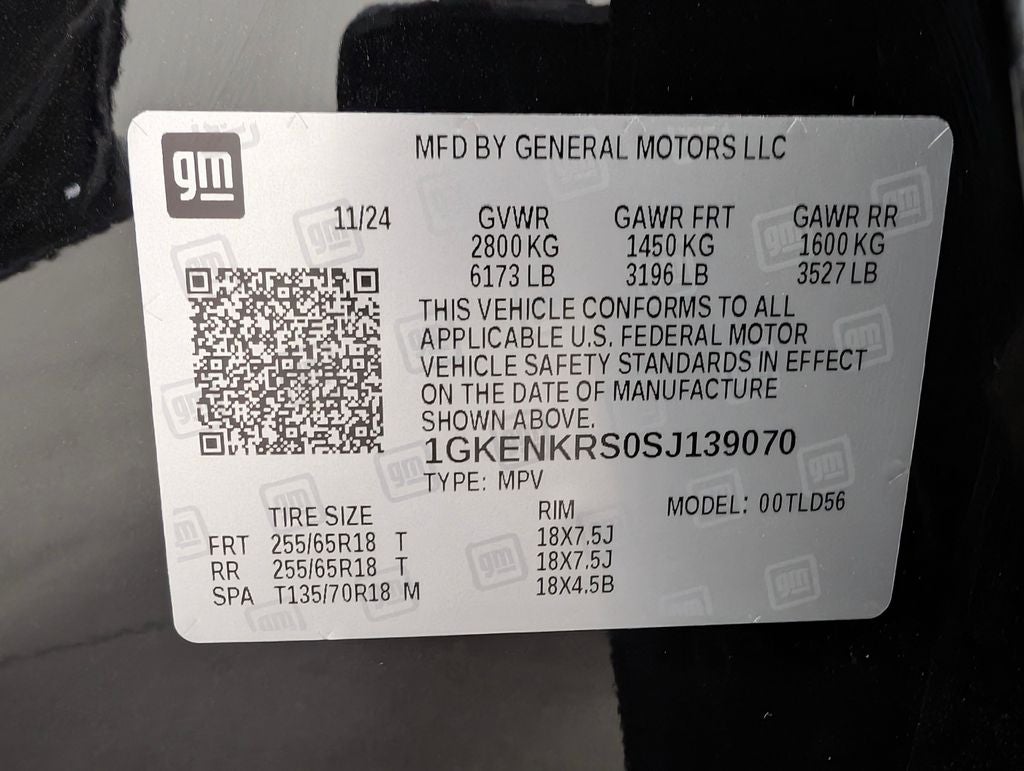 gm
MFD BY GENERAL MOTORS LLC
11/24 GVWR GAWR FRT GAWR RR
2800 KG 1450 KG 1600 KG
6173 LB 3196 LB 3527 LB
THIS VEHICLE CONFORMS TO ALL
APPLICABLE U.S. FEDERAL MOTOR
VEHICLE SAFETY STANDARDS IN EFFECT
ON THE DATE OF MANUFACTURE
SHOWN ABOVE.
1GKENKRS0SJ139070
TYPE: MPV
TIRE SIZE RIM MODEL: 00TLD56
FRT 255/65R18 T 18X7.5J
RR 255/65R18 T 18X7.5J
SPA T135/70R18 M 18X4.5B